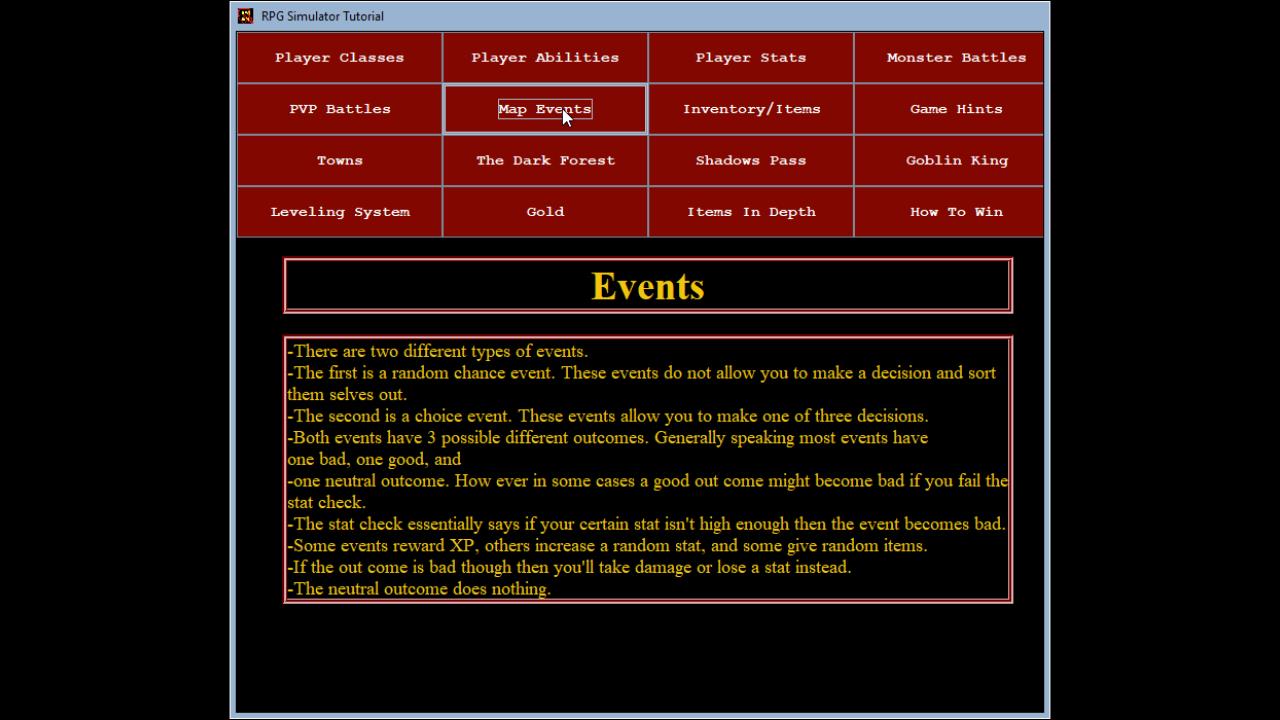 RPG Simulator Tutorial
Player Classes
Player Abilities
Player Stats
Monster Battles
PVP Battles
Map Events
Inventory/Items
Game Hints
Towns
The Dark Forest
Shadows Pass
Goblin King
Leveling System
Gold
Items In Depth
How To Win
Events
-There are two different types of events.
-The first is a random chance event. These events do not allow you to make a decision and sort
them selves out.
-The second is a choice event. These events allow you to make one of three decisions.
-Both events have 3 possible different outcomes. Generally speaking most events have
one bad, one good, and
-one neutral outcome. How ever in some cases a good out come might become bad if you fail the
stat check.
-The stat check essentially says if your certain stat isn't high enough then the event becomes bad.
-Some events reward XP, others increase a random stat, and some give random items.
-If the out come is bad though then you'll take damage or lose a stat instead.
-The neutral outcome does nothing.